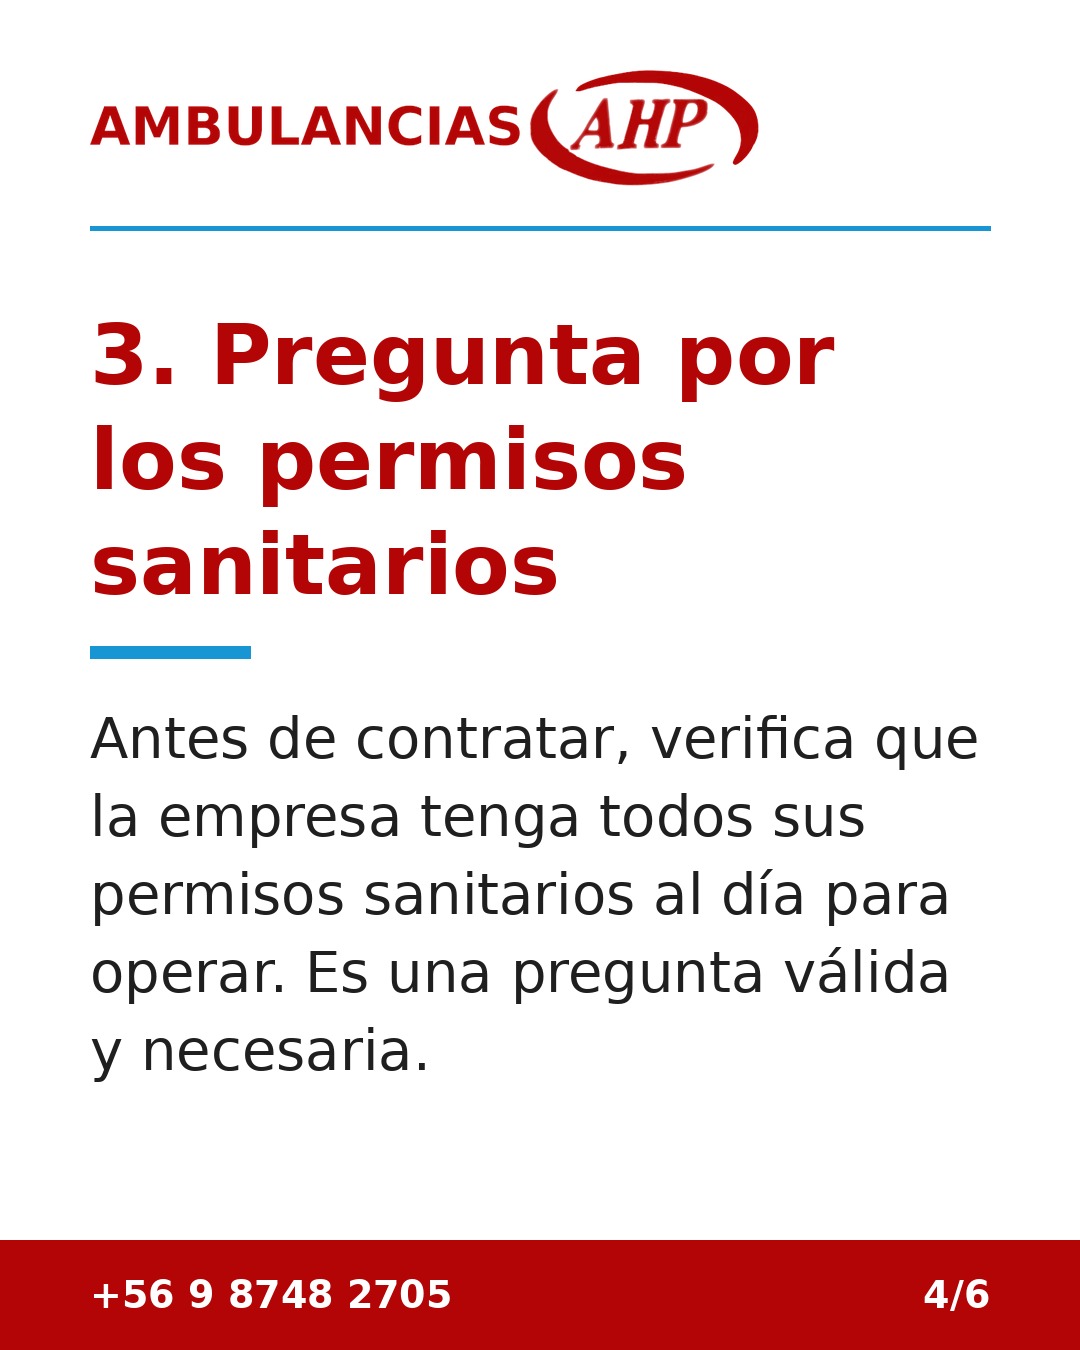 AMBULANCIAS AHP
3. Pregunta por
los permisos
sanitarios
Antes de contratar, verifica que
la empresa tenga todos sus
permisos sanitarios al día para
operar. Es una pregunta válida
y necesaria.
+56 9 8748 2705 4/6